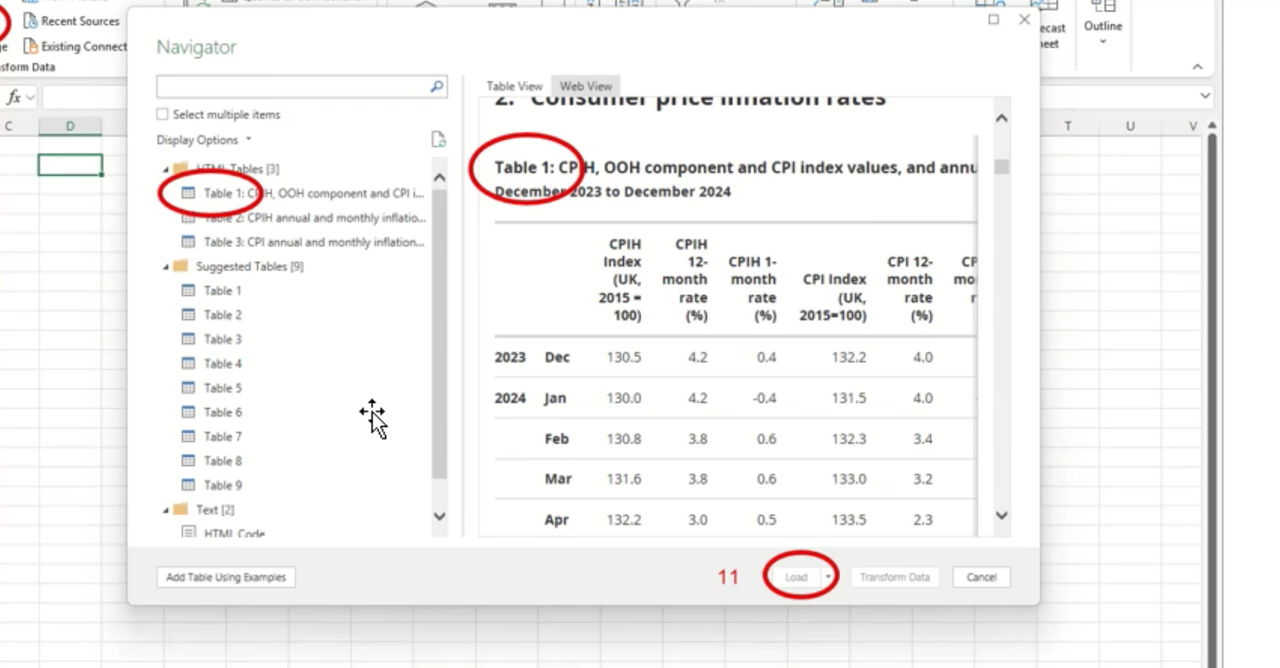 Recent Sources
Existing Connect
sform Data
Outline
ecast
heet
fx
C
D
T
U
V
Navigator
Select multiple items
Display Options
HTML Tables [3]
Table 1: CPIH, OOH component and CPI i...
Table 2: CPIH annual and monthly inflatio...
Table 3: CPI annual and monthly inflation...
Suggested Tables [9]
Table 1
Table 2
Table 3
Table 4
Table 5
Table 6
Table 7
Table 8
Table 9
Text [2]
HTML Code
Table View Web View
2. Consumer price inflation rates
Table 1: CPIH, OOH component and CPI index values, and annu
December 2023 to December 2024
CPIH Index (UK, 2015 = 100)
CPIH 12-month rate (%)
CPIH 1-month rate (%)
CPI Index (UK, 2015=100)
CPI 12-month rate (%)
CP
mo
r
2023 Dec 130.5 4.2 0.4 132.2 4.0
2024 Jan 130.0 4.2 -0.4 131.5 4.0
Feb 130.8 3.8 0.6 132.3 3.4
Mar 131.6 3.8 0.6 133.0 3.2
Apr 132.2 3.0 0.5 133.5 2.3
Add Table Using Examples
11
Load
Transform Data
Cancel